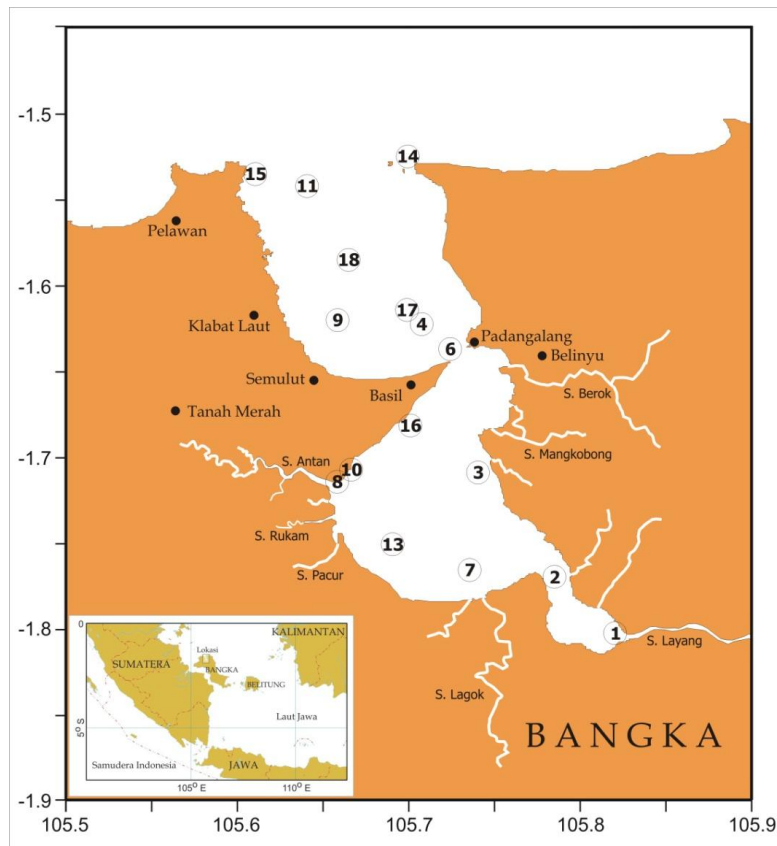 -1.5
14
15
11
Pelawan
18
-1.6
17
Klabat Laut
9
4
Padangalang
6
Belinyu
Semulut
Basil
S. Berok
Tanah Merah
16
S. Mangkobong
-1.7
S. Antan
10
3
8
S. Rukam
13
S. Pacur
7
2
-1.8
1
S. Layang
S. Lagok
BANGKA
0
KALIMANTAN
Lokasi
SUMATERA
BANGKA
BELITUNG
5°S
Laut Jawa
Samudera Indonesia
JAWA
105°E
110°E
-1.9
105.5
105.6
105.7
105.8
105.9